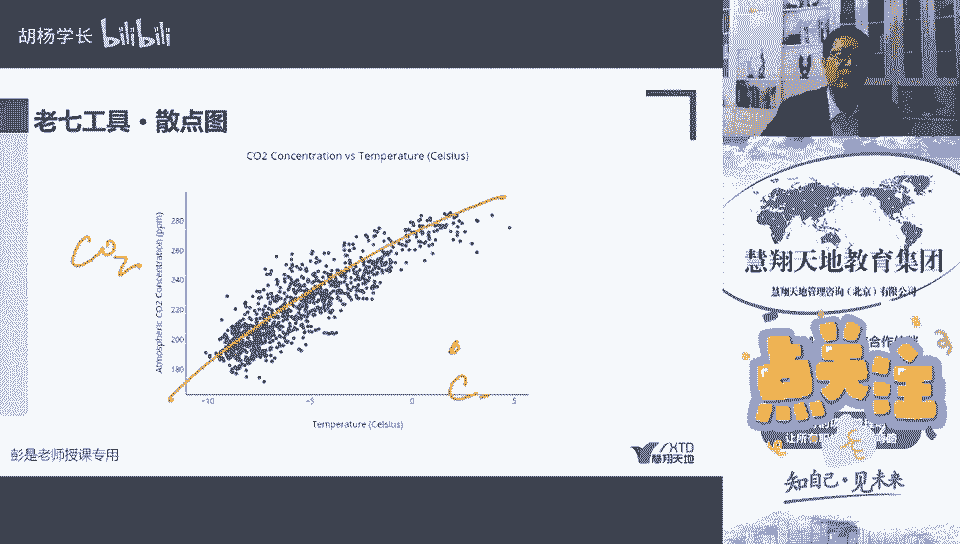 胡杨学长 bilibili
老七工具·散点图
CO2 Concentration vs Temperature (Celsius)
Atmospheric CO2 Concentration (ppm)
280
260
240
220
200
180
-10
-5
0
5
Temperature (Celsius)
CO2
°C
彭是老师授课专用
慧翔天地
慧翔天地教育集团
慧翔天地管理咨询（北京）有限公司
点关注
知自己·见未来